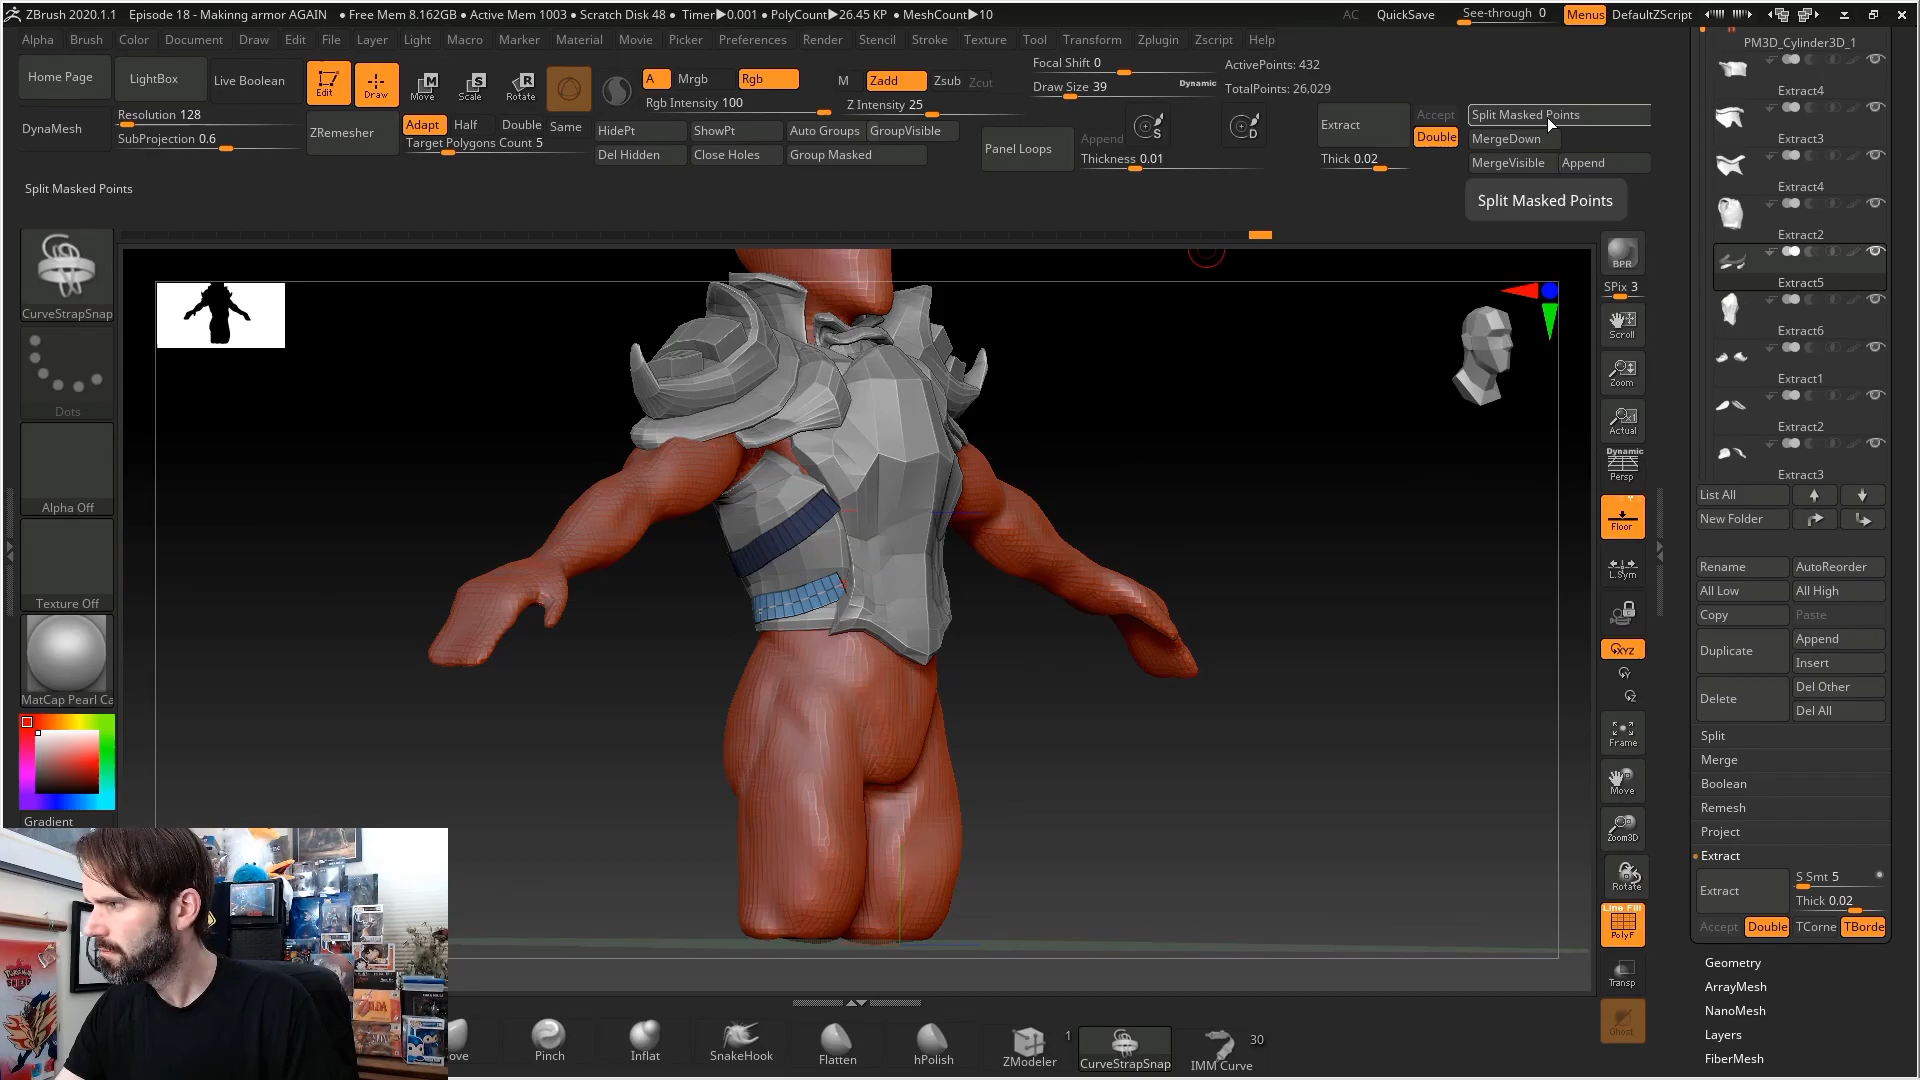 ZBrush 2020.1.1 Episode 18 - Makinng armor AGAIN • Free Mem 8.162GB • Active Mem 1003 • Scratch Disk 48 • Timer▶0.001 • PolyCount▶26.45 KP • MeshCount▶10 AC QuickSave See-through 0 Menus DefaultZScript
Alpha Brush Color Document Draw Edit File Layer Light Macro Marker Material Movie Picker Preferences Render Stencil Stroke Texture Tool Transform Zplugin Zscript Help
Home Page LightBox Live Boolean Edit Draw Move Scale Rotate A Mrgb Rgb M Zadd Zsub Zcut Focal Shift 0 ActivePoints: 432
Rgb Intensity 100 Z Intensity 25 Draw Size 39 Dynamic TotalPoints: 26,029
DynaMesh Resolution 128 SubProjection 0.6 ZRemesher Adapt Half Double Same
Target Polygons Count 5
HidePt ShowPt Auto Groups GroupVisible
Del Hidden Close Holes Group Masked
Panel Loops Append Thickness 0.01 S D
Extract Accept Double Thick 0.02
Split Masked Points
MergeDown
MergeVisible Append
Split Masked Points
Split Masked Points
CurveStrapSnap
Dots
Alpha Off
Texture Off
MatCap Pearl Ca
Gradient
BPR
SPix 3
Scroll
Zoom
Actual
Dynamic
Persp
Floor
L.Sym
XYZ
Y
Z
Frame
Move
Zoom3D
Rotate
Line Fill
PolyF
Transp
Ghost
PM3D_Cylinder3D_1
Extract4
Extract3
Extract4
Extract2
Extract5
Extract6
Extract1
Extract2
Extract3
List All
New Folder
Rename AutoReorder
All Low All High
Copy Paste
Duplicate Append
Insert
Delete Del Other
Del All
Split
Merge
Boolean
Remesh
Project
Extract
Extract S Smt 5
Thick 0.02
Accept Double TCorne TBorde
Geometry
ArrayMesh
NanoMesh
Layers
FiberMesh
ove Pinch Inflat SnakeHook Flatten hPolish ZModeler 1 CurveStrapSnap IMM Curve 30